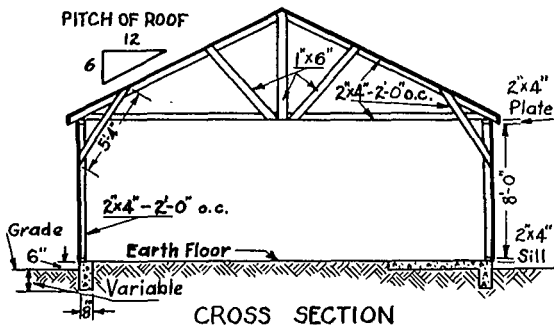 PITCH OF ROOF
12
6
1"x6"
2"x4"-2'-0" o.c.
2"x4"
Plate
5'-4"
8'-0"
2"x4"-2'-0" o.c.
Grade
6"
Earth Floor
2"x4"
Sill
Variable
8"
CROSS SECTION